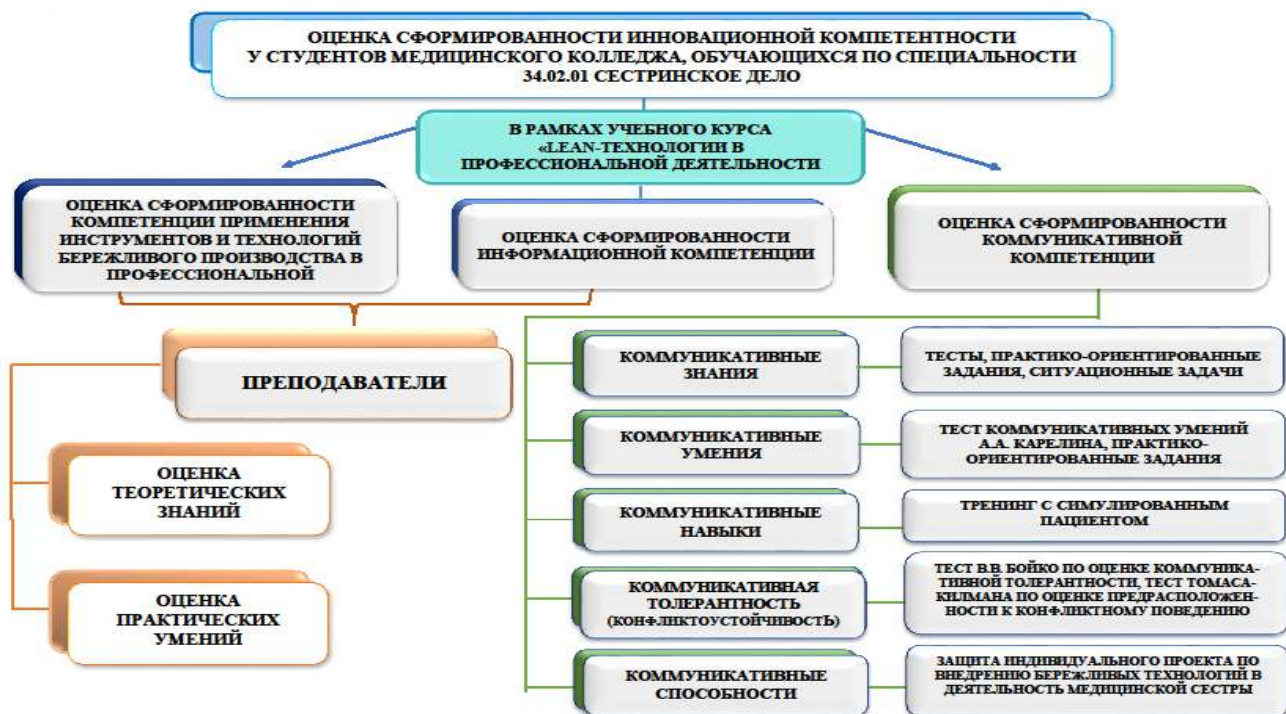 ОЦЕНКА СФОРМИРОВАННОСТИ ИННОВАЦИОННОЙ КОМПЕТЕНТНОСТИ
У СТУДЕНТОВ МЕДИЦИНСКОГО КОЛЛЕДЖА, ОБУЧАЮЩИХСЯ ПО СПЕЦИАЛЬНОСТИ
34.02.01 СЕСТРИНСКОЕ ДЕЛО
В РАМКАХ УЧЕБНОГО КУРСА
«LEAN-ТЕХНОЛОГИИ В
ПРОФЕССИОНАЛЬНОЙ ДЕЯТЕЛЬНОСТИ
ОЦЕНКА СФОРМИРОВАННОСТИ
КОМПЕТЕНЦИИ ПРИМЕНЕНИЯ
ИНСТРУМЕНТОВ И ТЕХНОЛОГИЙ
БЕРЕЖЛИВОГО ПРОИЗВОДСТВА В
ПРОФЕССИОНАЛЬНОЙ
ОЦЕНКА СФОРМИРОВАННОСТИ
ИНФОРМАЦИОННОЙ КОМПЕТЕНЦИИ
ОЦЕНКА СФОРМИРОВАННОСТИ
КОММУНИКАТИВНОЙ
КОМПЕТЕНЦИИ
ПРЕПОДАВАТЕЛИ
ОЦЕНКА
ТЕОРЕТИЧЕСКИХ
ЗНАНИЙ
ОЦЕНКА
ПРАКТИЧЕСКИХ
УМЕНИЙ
КОММУНИКАТИВНЫЕ
ЗНАНИЯ
ТЕСТЫ, ПРАКТИКО-ОРИЕНТИРОВАННЫЕ
ЗАДАНИЯ, СИТУАЦИОННЫЕ ЗАДАЧИ
КОММУНИКАТИВНЫЕ
УМЕНИЯ
ТЕСТ КОММУНИКАТИВНЫХ УМЕНИЙ
А.А. КАРЕЛИНА, ПРАКТИКО-
ОРИЕНТИРОВАННЫЕ ЗАДАНИЯ
КОММУНИКАТИВНЫЕ
НАВЫКИ
ТРЕНИНГ С СИМУЛИРОВАННЫМ
ПАЦИЕНТОМ
КОММУНИКАТИВНАЯ
ТОЛЕРАНТНОСТЬ
(КОНФЛИКТОУСТОЙЧИВОСТЬ)
ТЕСТ В.В. БОЙКО ПО ОЦЕНКЕ КОММУНИКА-
ТИВНОЙ ТОЛЕРАНТНОСТИ, ТЕСТ ТОМАСА-
КИЛМАНА ПО ОЦЕНКЕ ПРЕДРАСПОЛОЖЕН-
НОСТИ К КОНФЛИКТНОМУ ПОВЕДЕНИЮ
КОММУНИКАТИВНЫЕ
СПОСОБНОСТИ
ЗАЩИТА ИНДИВИДУАЛЬНОГО ПРОЕКТА ПО
ВНЕДРЕНИЮ БЕРЕЖЛИВЫХ ТЕХНОЛОГИЙ В
ДЕЯТЕЛЬНОСТЬ МЕДИЦИНСКОЙ СЕСТРЫ